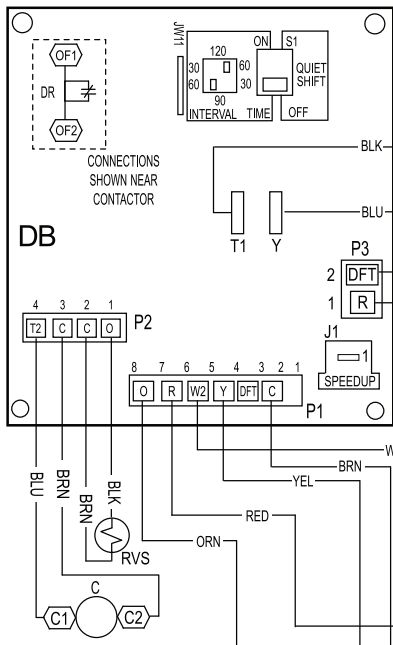 OF1
DR
OF2
CONNECTIONS
SHOWN NEAR
CONTACTOR
DB
JW11
120
30 60
60 30
90
INTERVAL TIME
ON S1
QUIET
SHIFT
OFF
BLK
BLU
T1 Y
P3
2 DFT
1 R
J1
1
SPEEDUP
4 3 2 1
T2 C C O
P2
8 7 6 5 4 3 2 1
O R W2 Y DFT C
P1
W
BRN
YEL
RED
ORN
BLU
BRN
BRN
BLK
RVS
C
C1 C2